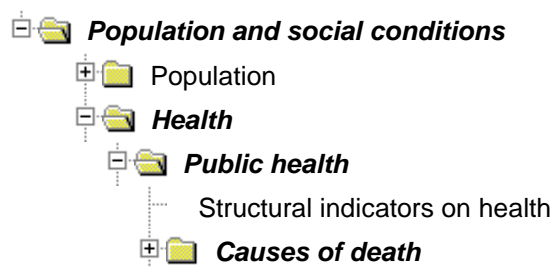 Population and social conditions
Population
Health
Public health
Structural indicators on health
Causes of death